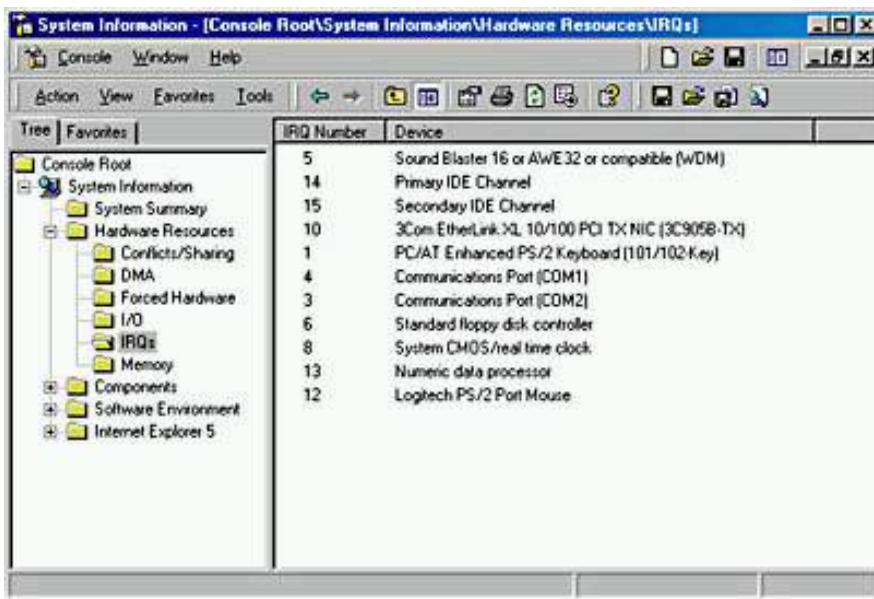 System Information - [Console Root\System Information\Hardware Resources\IRQs]
Console Window Help
Action View Favorites Tools
Tree Favorites
Console Root
System Information
System Summary
Hardware Resources
Conflicts/Sharing
DMA
Forced Hardware
I/O
IRQs
Memory
Components
Software Environment
Internet Explorer 5
IRQ Number Device
5 Sound Blaster 16 or AWE32 or compatible (WDM)
14 Primary IDE Channel
15 Secondary IDE Channel
10 3Com EtherLink XL 10/100 PCI TX NIC (3C905B-TX)
1 PC/AT Enhanced PS/2 Keyboard (101/102-Key)
4 Communications Port (COM1)
3 Communications Port (COM2)
6 Standard floppy disk controller
8 System CMOS/real time clock
13 Numeric data processor
12 Logitech PS/2 Port Mouse